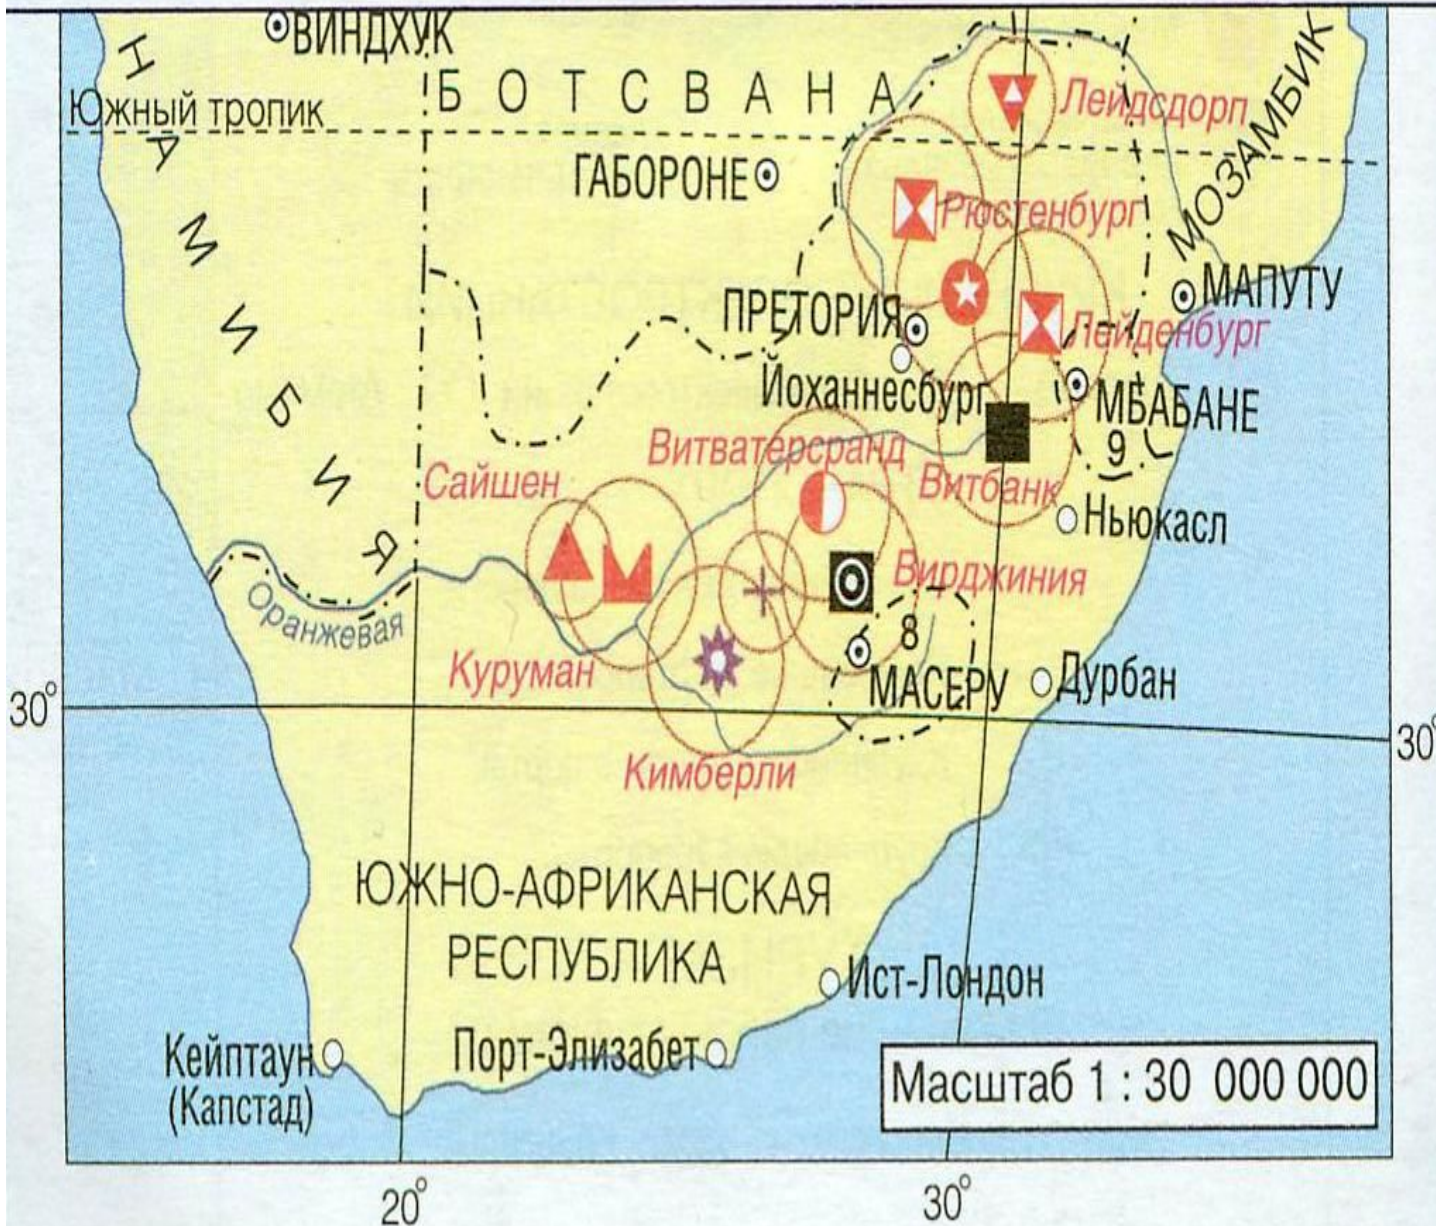 ВИНДХУК
НАМИБИЯ
БОТСВАНА
Южный тропик
Лейдсдорп
МОЗАМБИК
ГАБОРОНЕ
Рюстенбург
ПРЕТОРИЯ
МАПУТУ
Лейденбург
Йоханнесбург
МБАБАНЕ
9
Витватерсранд
Сайшен
Витбанк
Ньюкасл
Вирджиния
Оранжевая
8
Куруман
МАСЕРУ
Дурбан
30°
30°
Кимберли
ЮЖНО-АФРИКАНСКАЯ
РЕСПУБЛИКА
Ист-Лондон
Кейптаун
(Капстад)
Порт-Элизабет
Масштаб 1 : 30 000 000
20°
30°